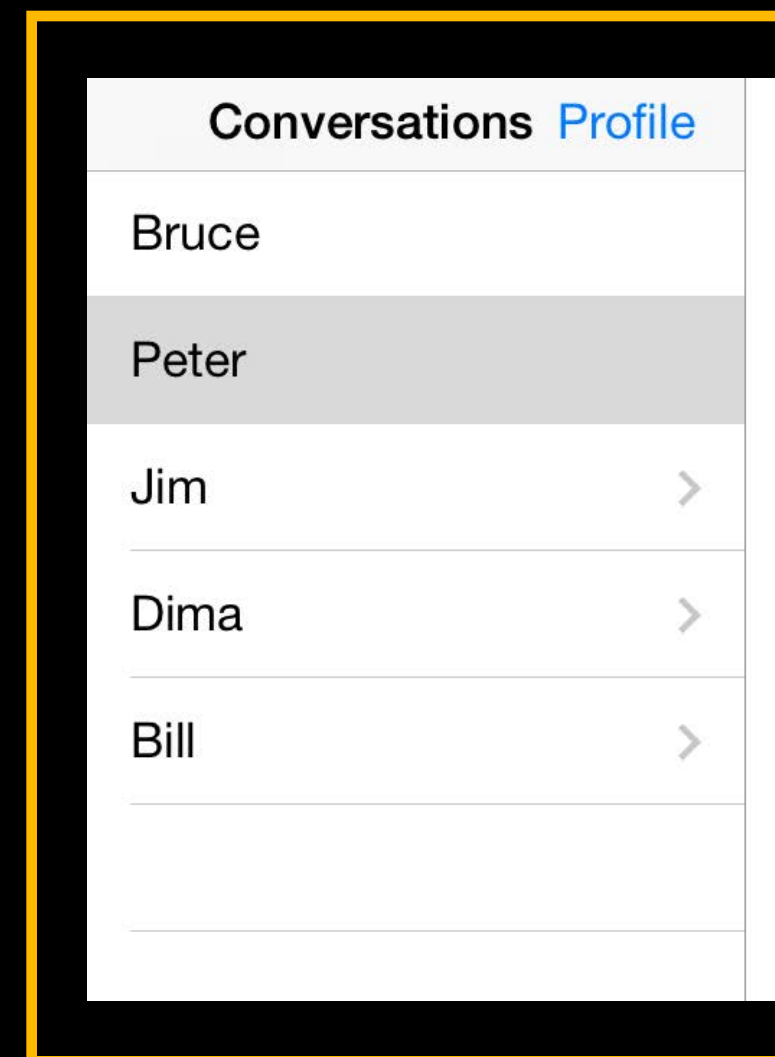 Conversations Profile
Bruce
Peter
Jim
Dima
Bill